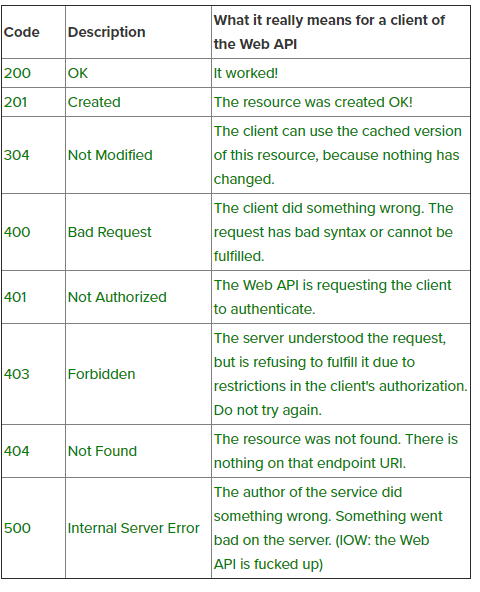 Code Description What it really means for a client of
the Web API
200 OK It worked!
201 Created The resource was created OK!
The client can use the cached version
304 Not Modified of this resource, because nothing has
changed.
The client did something wrong. The
400 Bad Request request has bad syntax or cannot be
fulfilled.
401 Not Authorized The Web API is requesting the client
to authenticate.
The server understood the request,
403 Forbidden but is refusing to fulfill it due to
restrictions in the client's authorization.
Do not try again.
404 Not Found The resource was not found. There is
nothing on that endpoint URI.
The author of the service did
500 Internal Server Error something wrong. Something went
bad on the server. (IOW: the Web
API is fucked up)